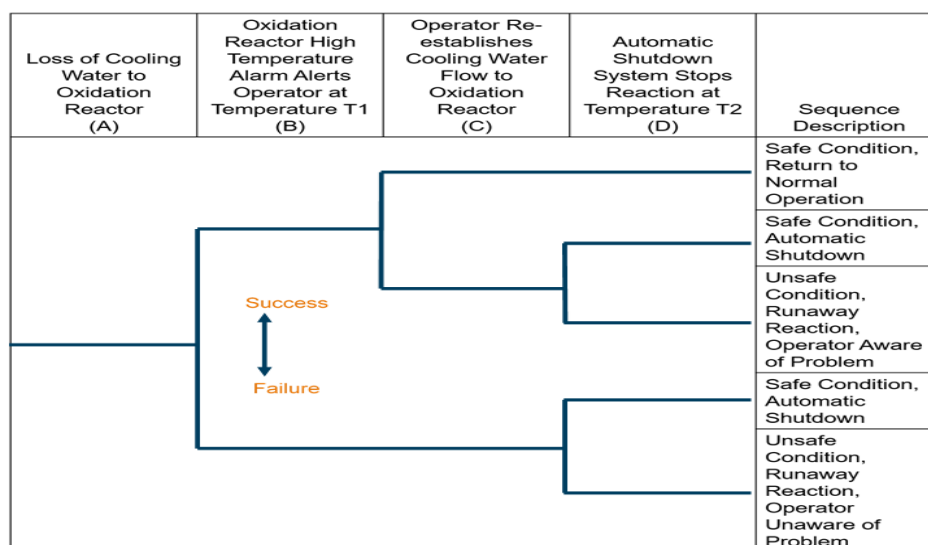 Loss of Cooling
Water to
Oxidation
Reactor
(A)
Oxidation
Reactor High
Temperature
Alarm Alerts
Operator at
Temperature T1
(B)
Operator Re-
establishes
Cooling Water
Flow to
Oxidation
Reactor
(C)
Automatic
Shutdown
System Stops
Reaction at
Temperature T2
(D)
Sequence
Description
Safe Condition,
Return to
Normal
Operation
Safe Condition,
Automatic
Shutdown
Unsafe
Condition,
Runaway
Reaction,
Operator Aware
of Problem
Success
Failure
Safe Condition,
Automatic
Shutdown
Unsafe
Condition,
Runaway
Reaction,
Operator
Unaware of
Problem